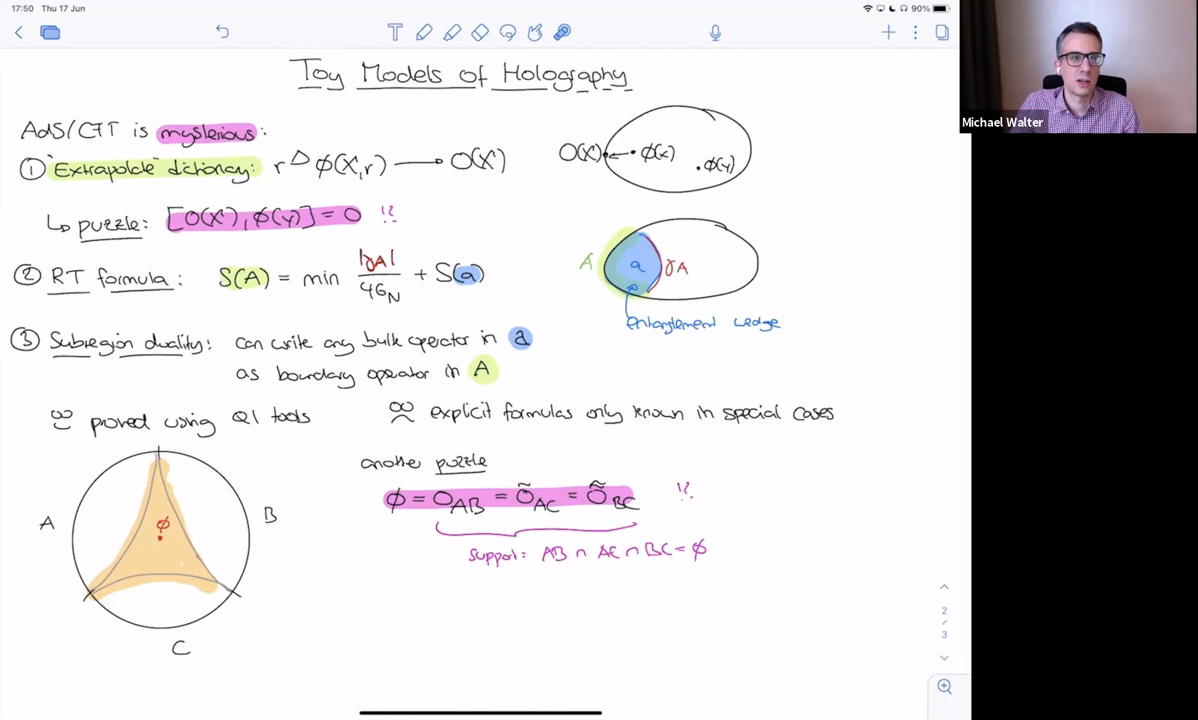 17:50 Thu 17 Jun
90%
Toy Models of Holography
AdS/CFT is mysterious:
① "Extrapolate" dictionary: r^Δ φ(X,r) → O(X)
O(X) ← φ(x) φ(y)
↳ puzzle: [O(X), φ(y)] = 0 !?
② RT formula: S(A) = min |γA| / 4G_N + S(a)
A a γA
entanglement wedge
③ Subregion duality: can write any bulk operator in a
as boundary operator in A
proved using QI tools
explicit formulas only known in special cases
another puzzle
φ = O_AB = Õ_AC = Õ̃_BC !?
support: AB ∩ AC ∩ BC = ∅
A B C
φ
2
/
3
Michael Walter